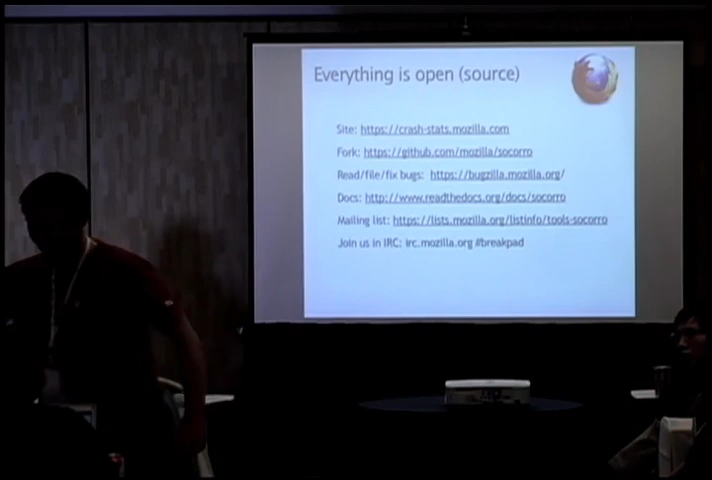 Everything is open (source)
Site: https://crash-stats.mozilla.com
Fork: https://github.com/mozilla/socorro
Read/file/fix bugs: https://bugzilla.mozilla.org/
Docs: http://www.readthedocs.org/docs/socorro
Mailing list: https://lists.mozilla.org/listinfo/tools-socorro
Join us in IRC: irc.mozilla.org #breakpad